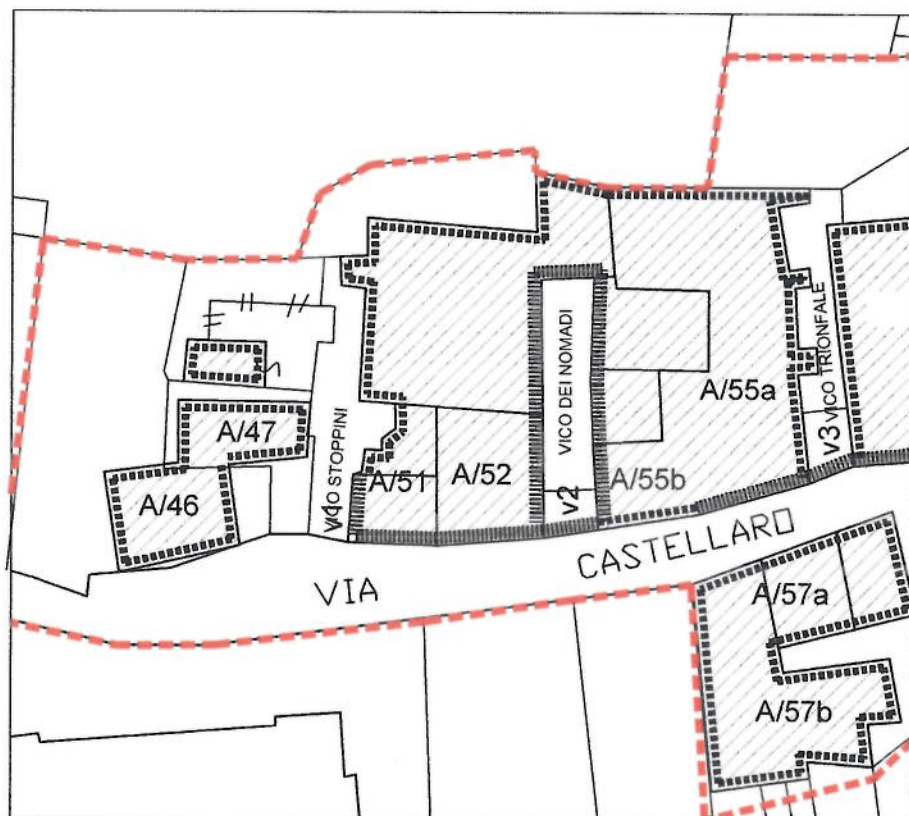 A/47
A/46
VICO STOPPINI
A/51
A/52
VICO DEI NOMADI
V2
A/55a
A/55b
VICO TRIONFALE
V3
VIA CASTELLARO
A/57a
A/57b